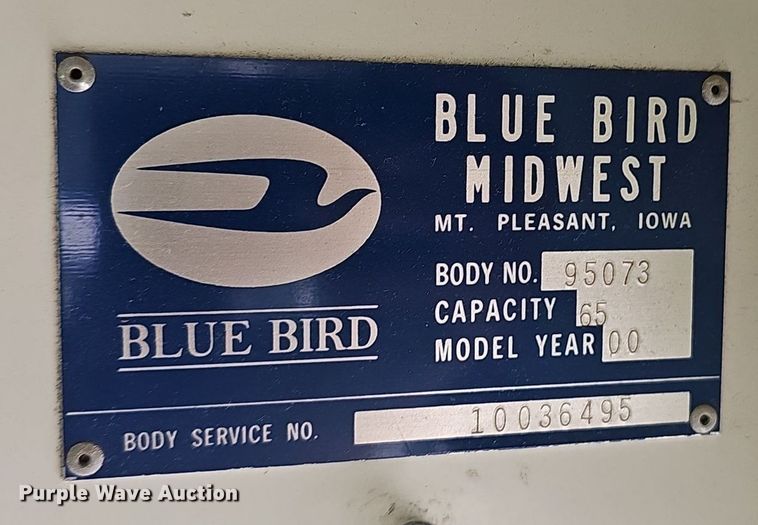 BLUE BIRD
BLUE BIRD
MIDWEST
MT. PLEASANT, IOWA
BODY NO. 95073
CAPACITY 65
MODEL YEAR 00
BODY SERVICE NO. 10036495
Purple Wave Auction